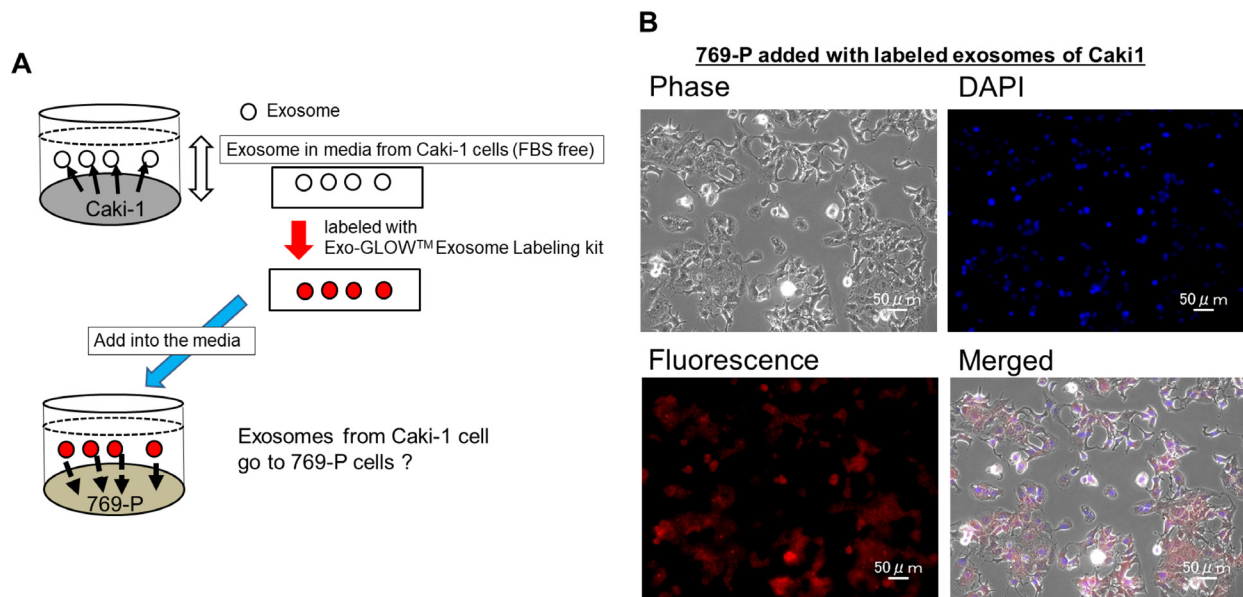 A
Exosome
Exosome in media from Caki-1 cells (FBS free)
Caki-1
labeled with
Exo-GLOW™ Exosome Labeling kit
Add into the media
769-P
Exosomes from Caki-1 cell
go to 769-P cells ?
B
769-P added with labeled exosomes of Caki1
Phase
DAPI
50 μm
50 μm
Fluorescence
Merged
50 μm
50 μm